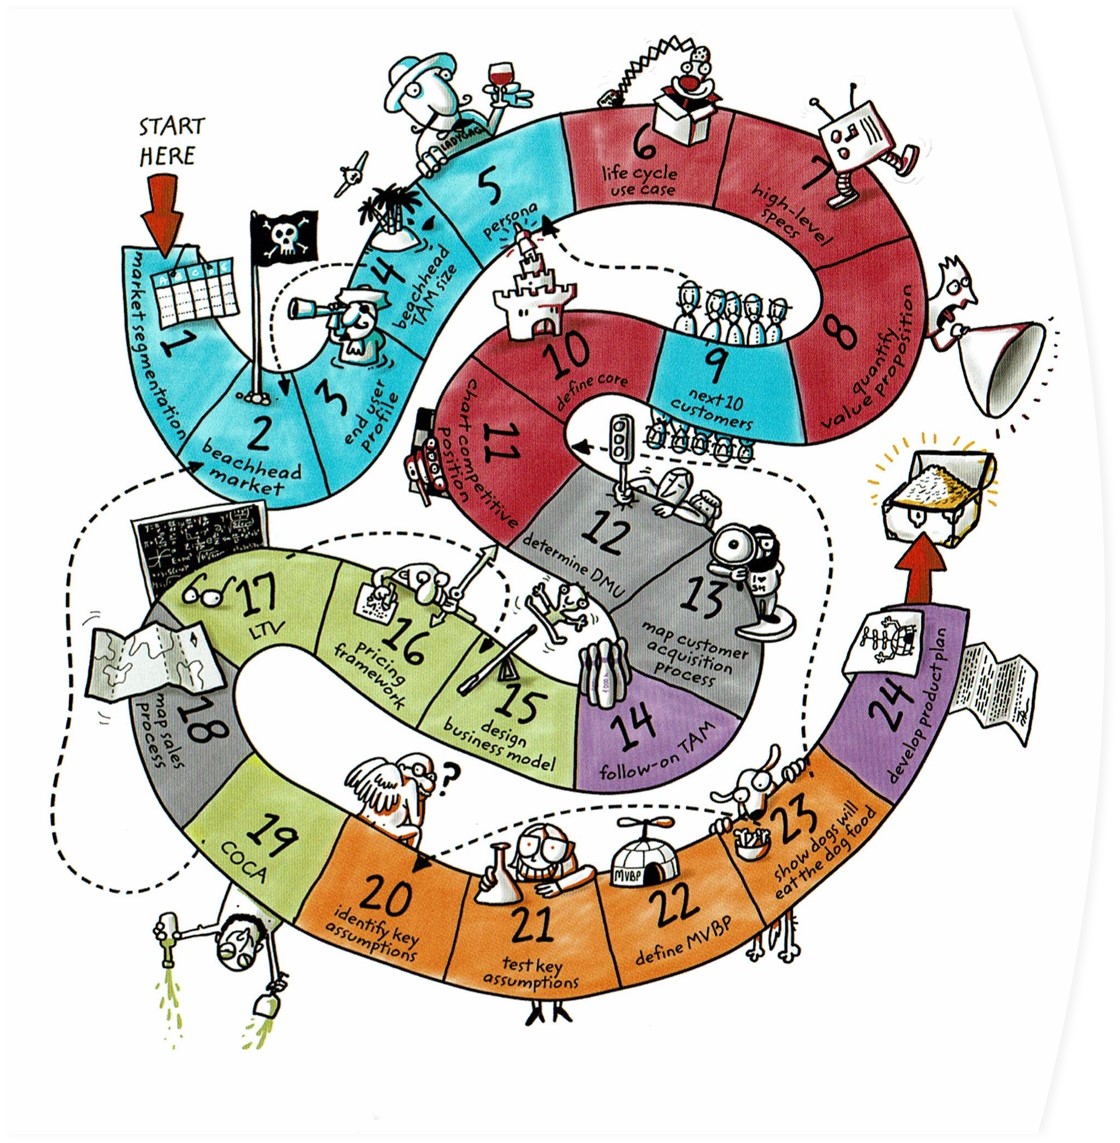 START
HERE
1
market segmentation
2
beachhead
market
3
end user
profile
4
beachhead
TAM size
5
persona
LADYGAGA
6
life cycle
use case
7
high-level
specs
8
quantify
value proposition
9
next 10
customers
10
define core
11
chart competitive
position
12
determine DMU
13
map customer
acquisition
process
14
follow-on TAM
15
design
business model
16
pricing
framework
17
LTV
18
map sales
process
19
COCA
20
identify key
assumptions
?
21
test key
assumptions
22
define MVBP
MVBP
23
show dogs will
eat the dog food
24
develop product plan